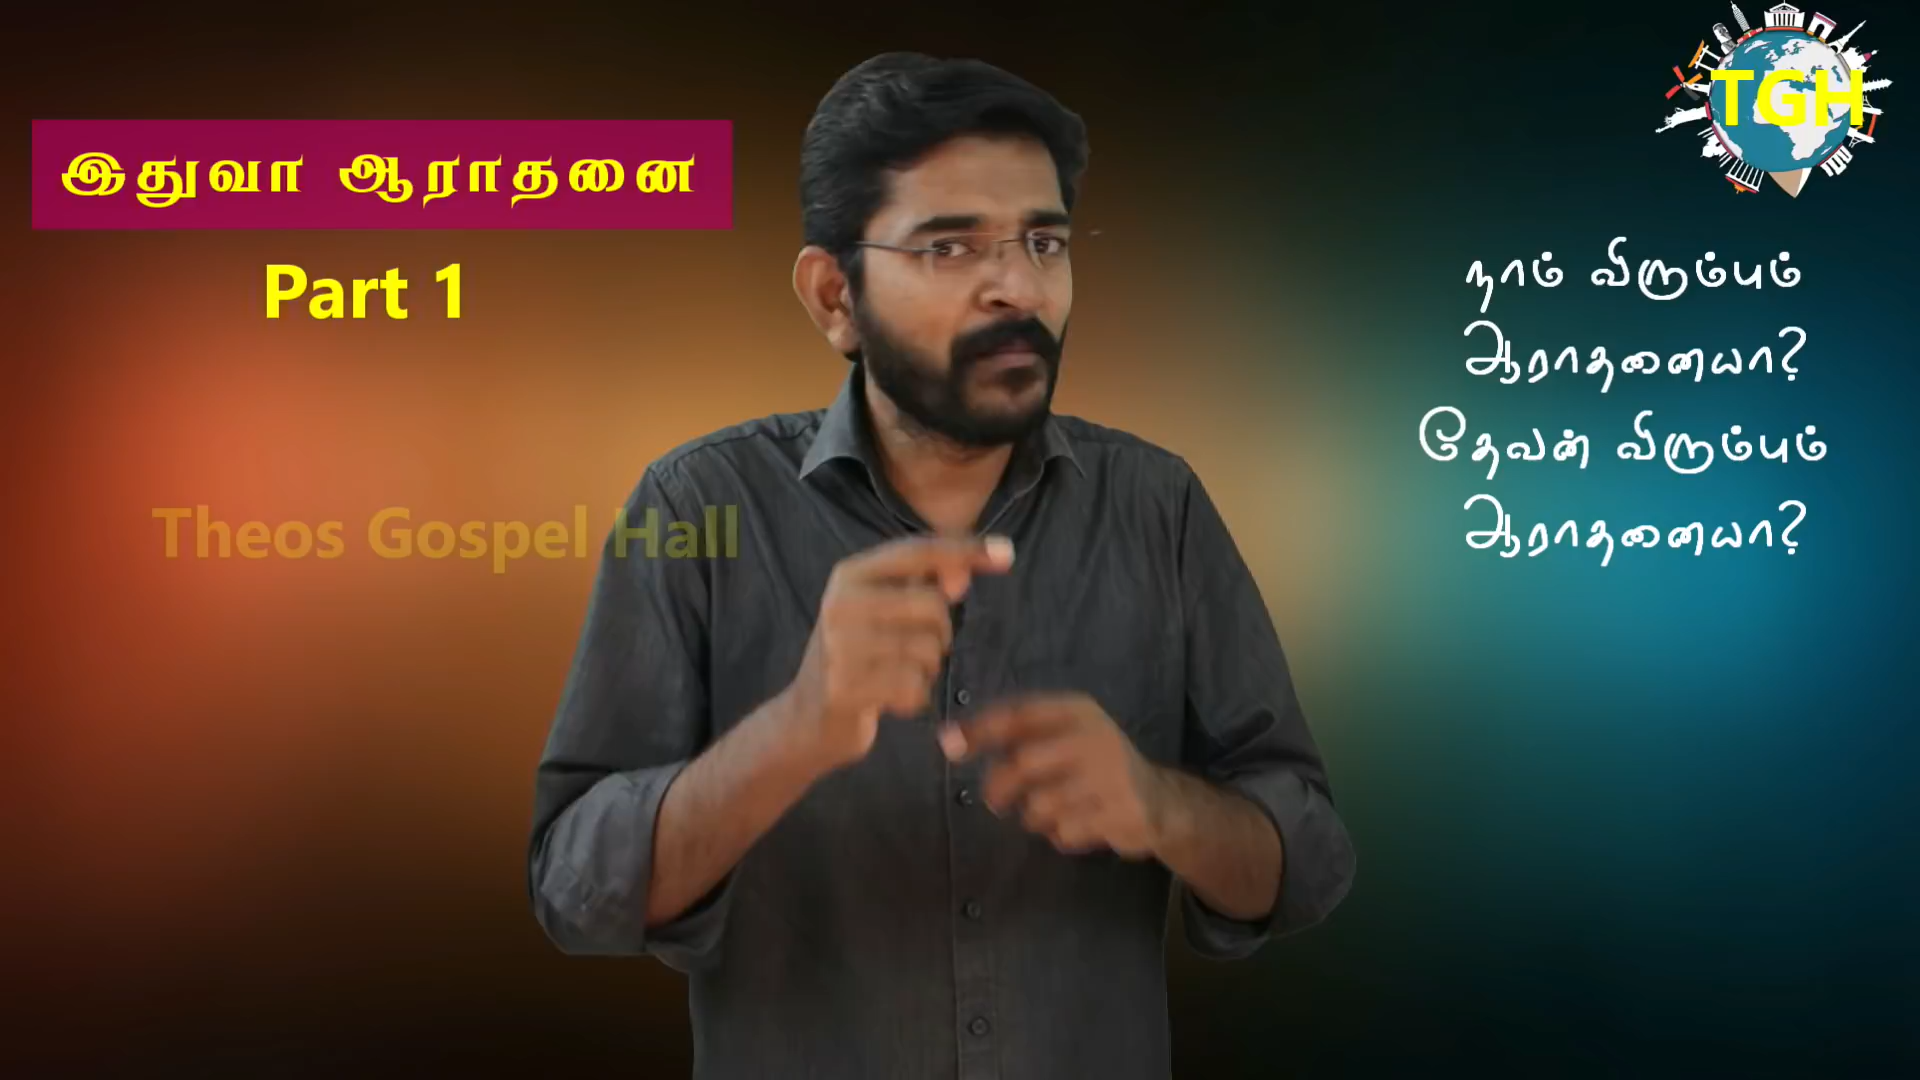 இதுவா ஆராதனை
Part 1
Theos Gospel Hall
TGH
நாம் விரும்பும்
ஆராதனையா?
தேவன் விரும்பும்
ஆராதனையா?